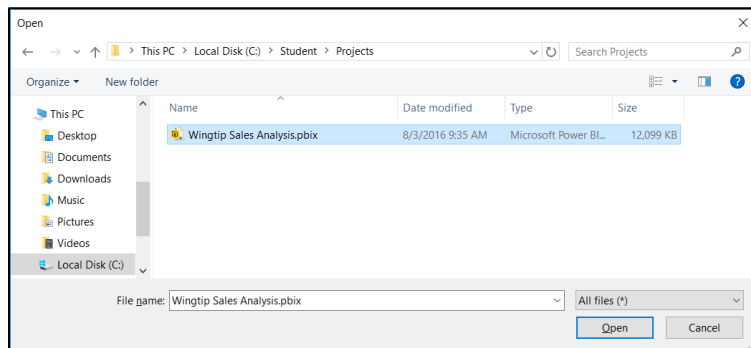 Open
This PC > Local Disk (C:) > Student > Projects
Search Projects
Organize
New folder
Name
Date modified
Type
Size
This PC
Desktop
Documents
Downloads
Music
Pictures
Videos
Local Disk (C:)
Wingtip Sales Analysis.pbix 8/3/2016 9:35 AM Microsoft Power BI... 12,099 KB
File name: Wingtip Sales Analysis.pbix
All files (*)
Open
Cancel